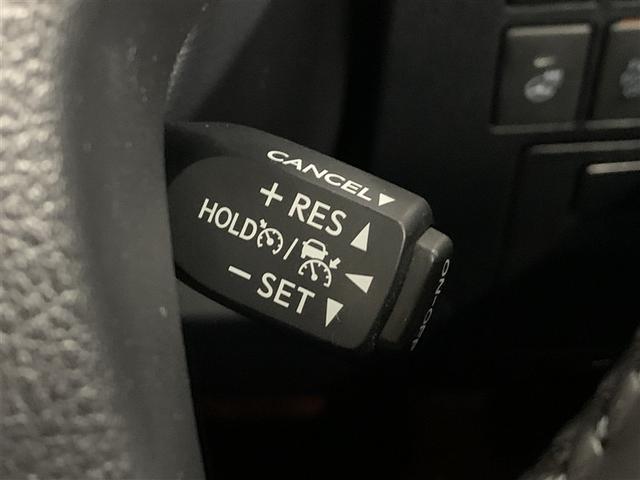 CANCEL▼
+ RES ▲
HOLD / ◀
− SET ▼
ON-OFF